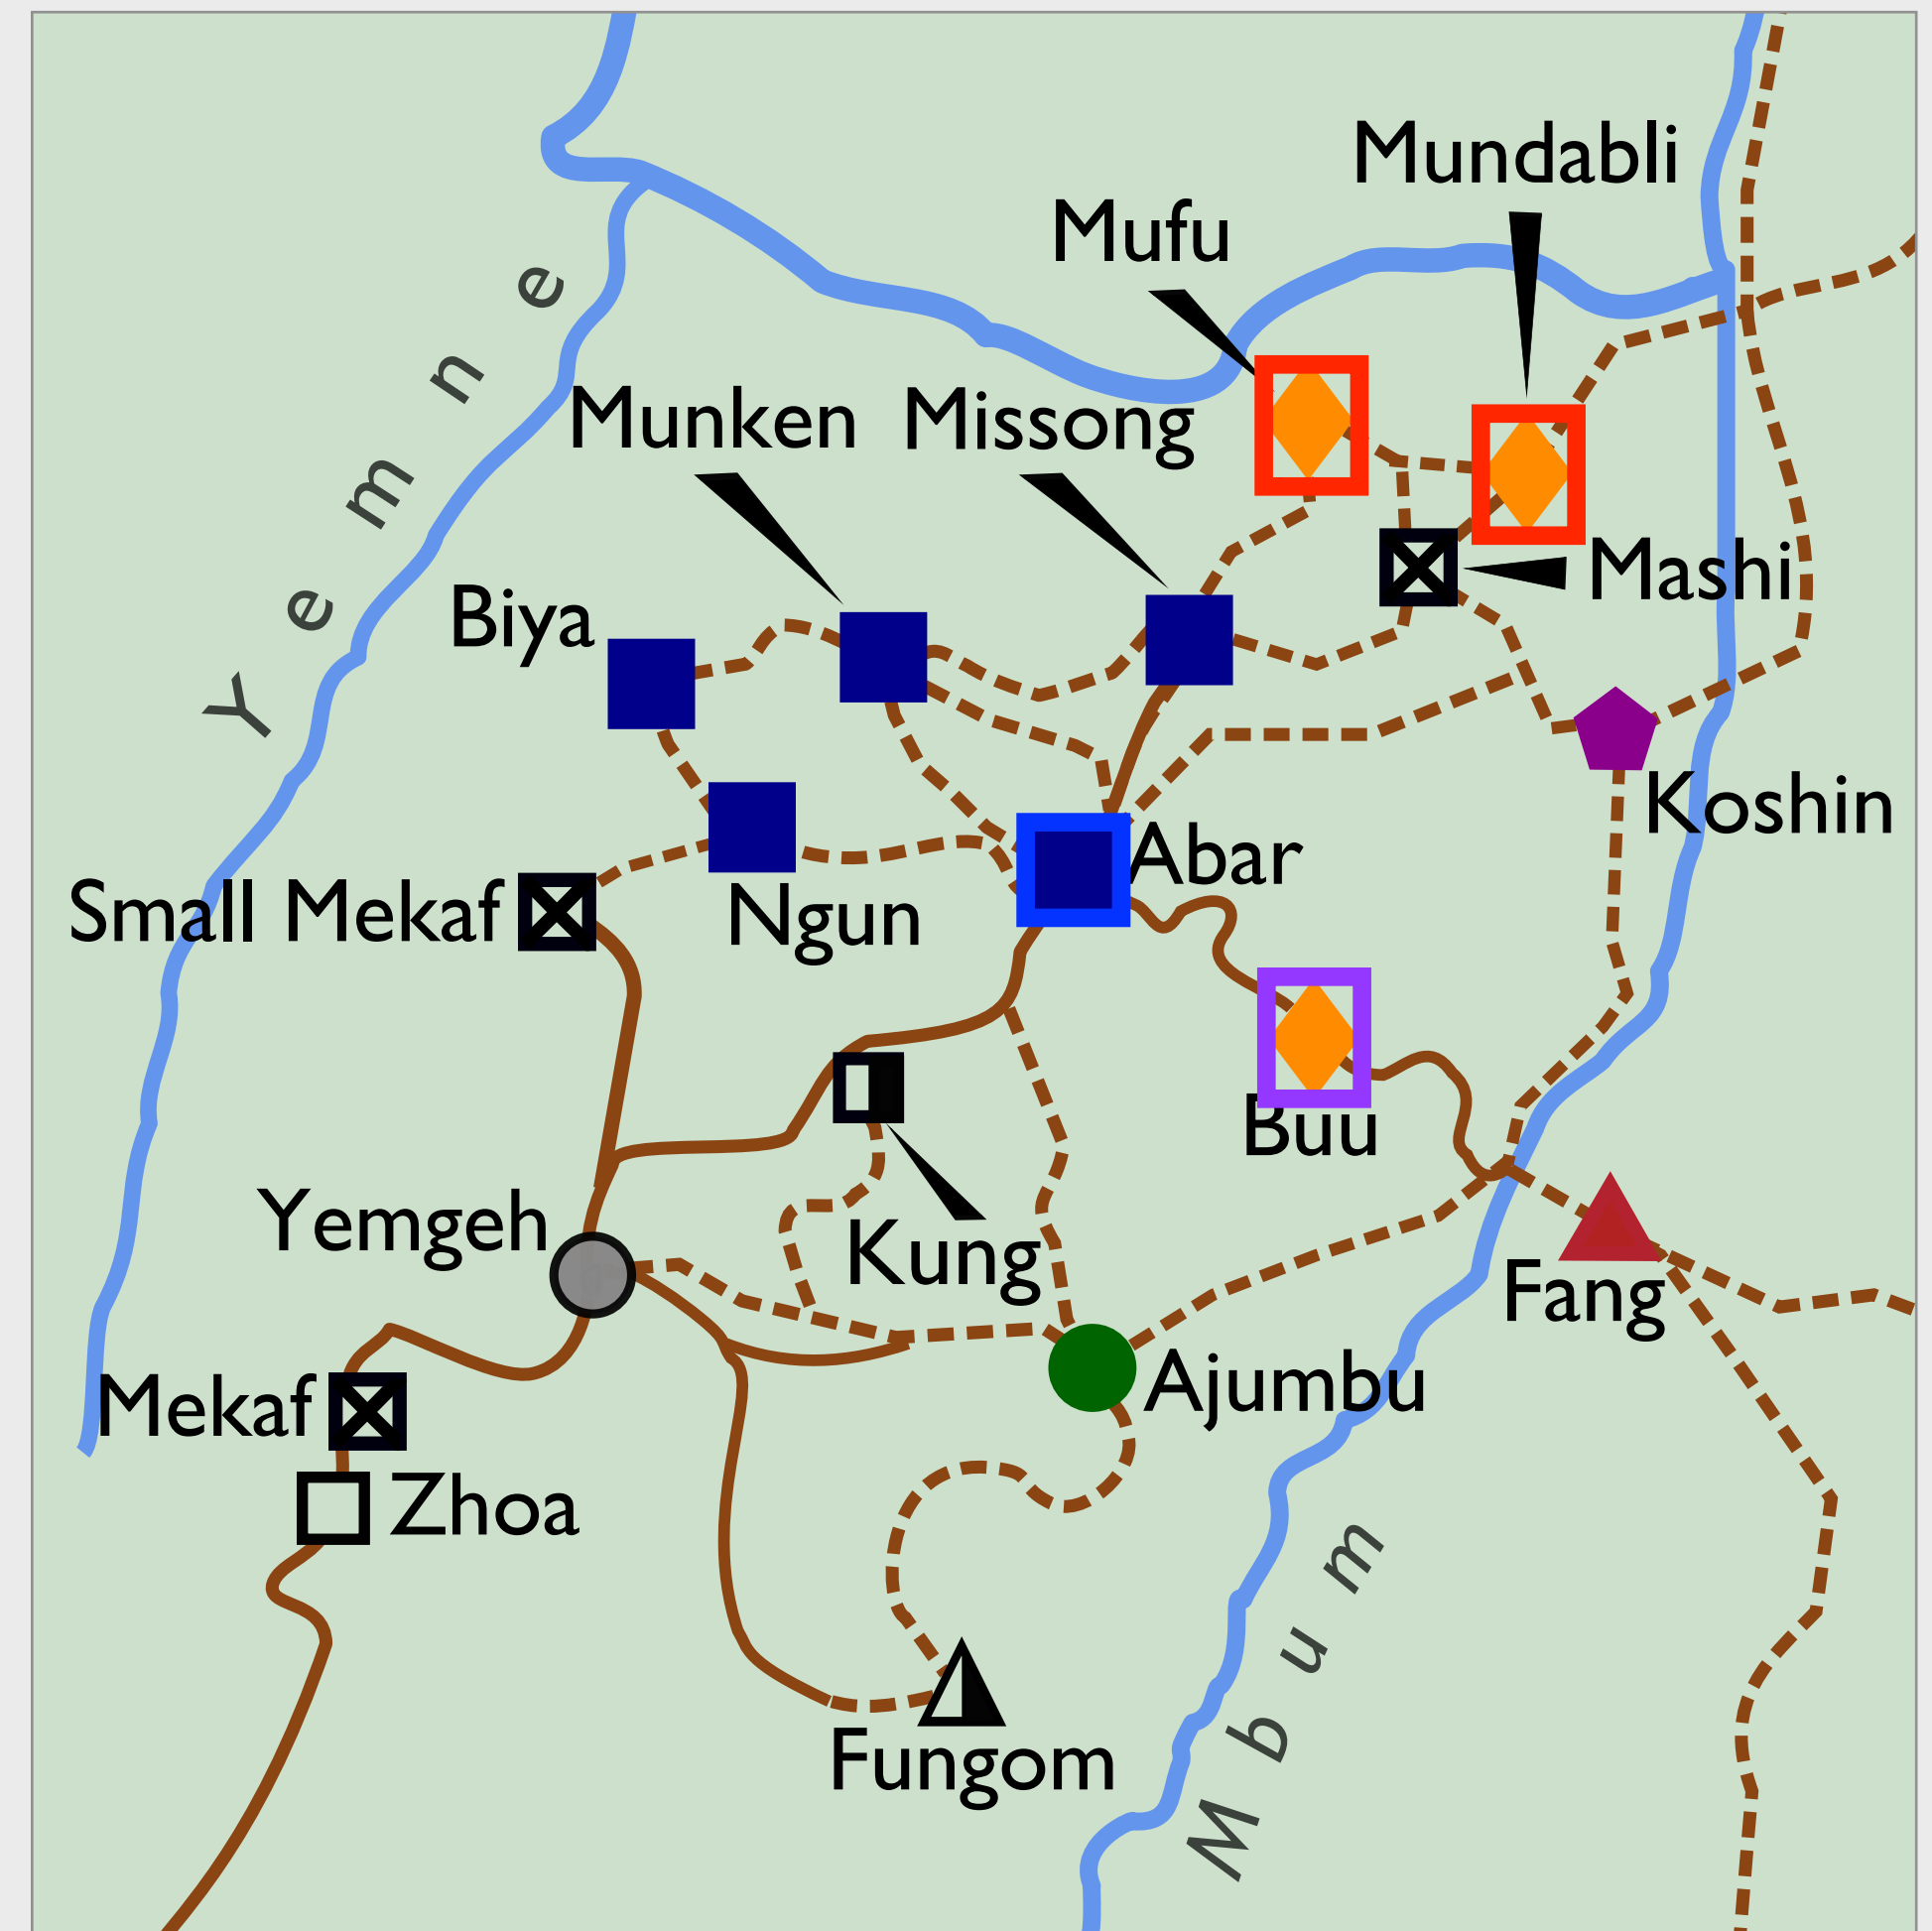 Mundabli
Mufu
Yemne
Munken
Missong
Mashi
Biya
Koshin
Abar
Small Mekaf
Ngun
Buu
Yemgeh
Kung
Fang
Ajumbu
Mekaf
Zhoa
Mbum
Fungom